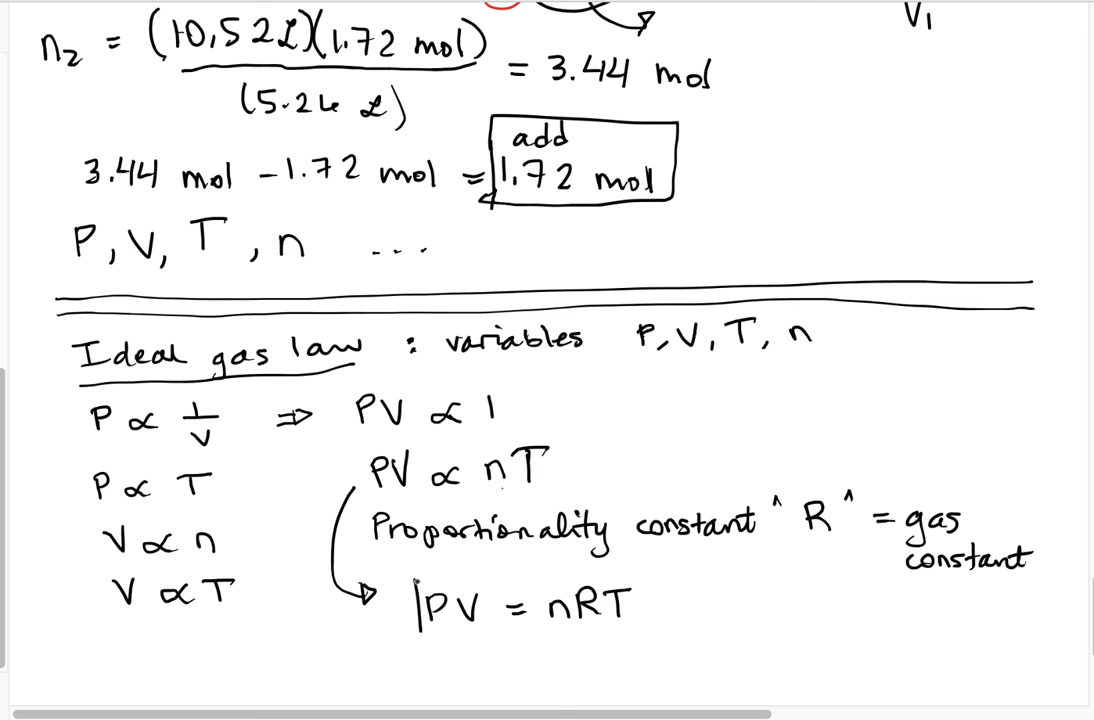 V₁
n₂ = (10,52L)(1.72 mol) / (5.26 L) = 3.44 mol
3.44 mol - 1.72 mol = add 1.72 mol
P, V, T, n ...
Ideal gas law : variables P, V, T, n
P ∝ 1/V ⇒ PV ∝ 1
P ∝ T PV ∝ nT
V ∝ n Proportionality constant "R" = gas constant
V ∝ T PV = nRT